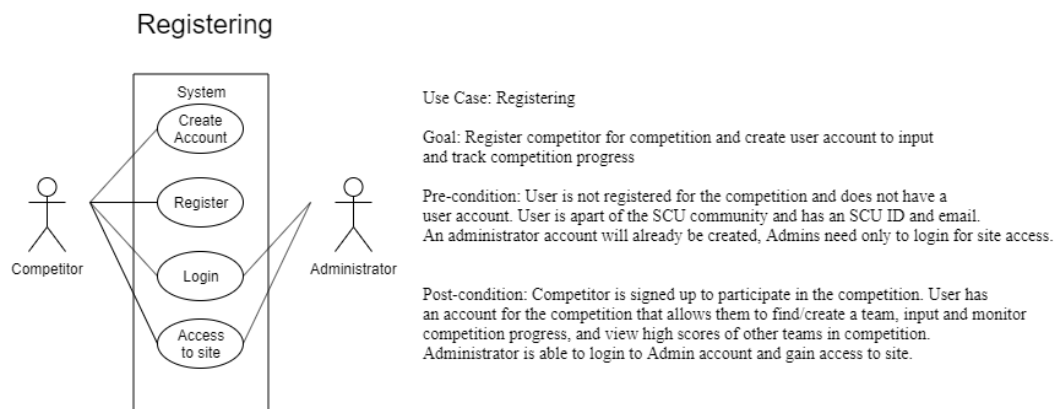 Registering
System
Create
Account
Register
Login
Access
to site
Competitor
Administrator
Use Case: Registering
Goal: Register competitor for competition and create user account to input
and track competition progress
Pre-condition: User is not registered for the competition and does not have a
user account. User is apart of the SCU community and has an SCU ID and email.
An administrator account will already be created, Admins need only to login for site access.
Post-condition: Competitor is signed up to participate in the competition. User has
an account for the competition that allows them to find/create a team, input and monitor
competition progress, and view high scores of other teams in competition.
Administrator is able to login to Admin account and gain access to site.